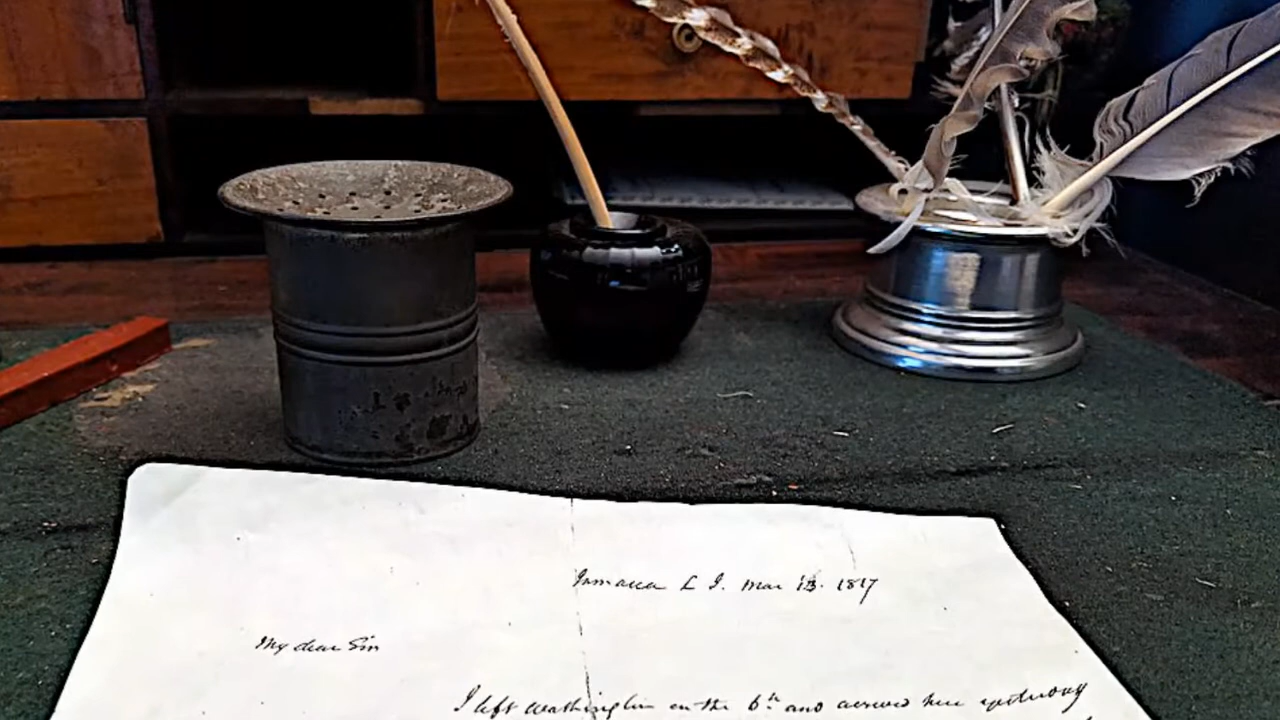 Jamaica L I. Mar 13. 1817
My dear Sir
I left Washington on the 6th and arrived here yesterday